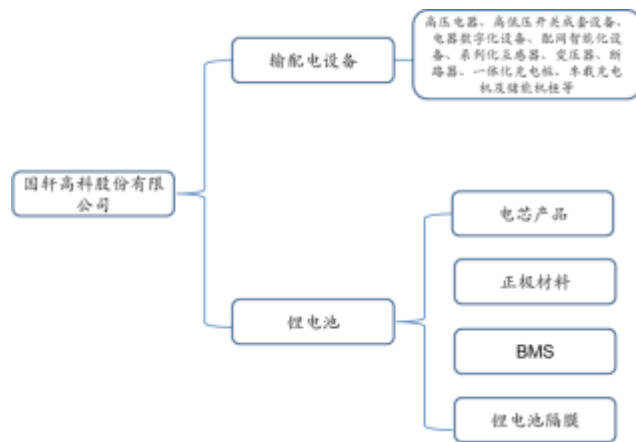 高压电器、高低压开关成套设备、
电器数字化设备、配网智能化设
备、系列化互感器、变压器、断
路器、一体化充电桩、车载充电
机及储能机柜等
输配电设备
国轩高科股份有限
公司
电芯产品
正极材料
锂电池
BMS
锂电池隔膜